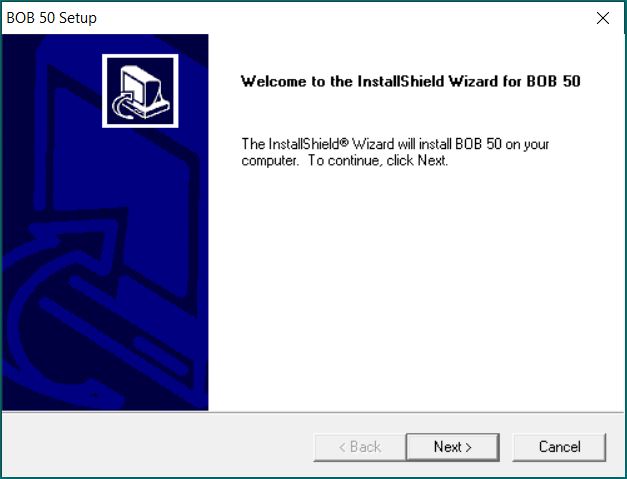 BOB 50 Setup
Welcome to the InstallShield Wizard for BOB 50
The InstallShield® Wizard will install BOB 50 on your
computer.  To continue, click Next.
< Back
Next >
Cancel